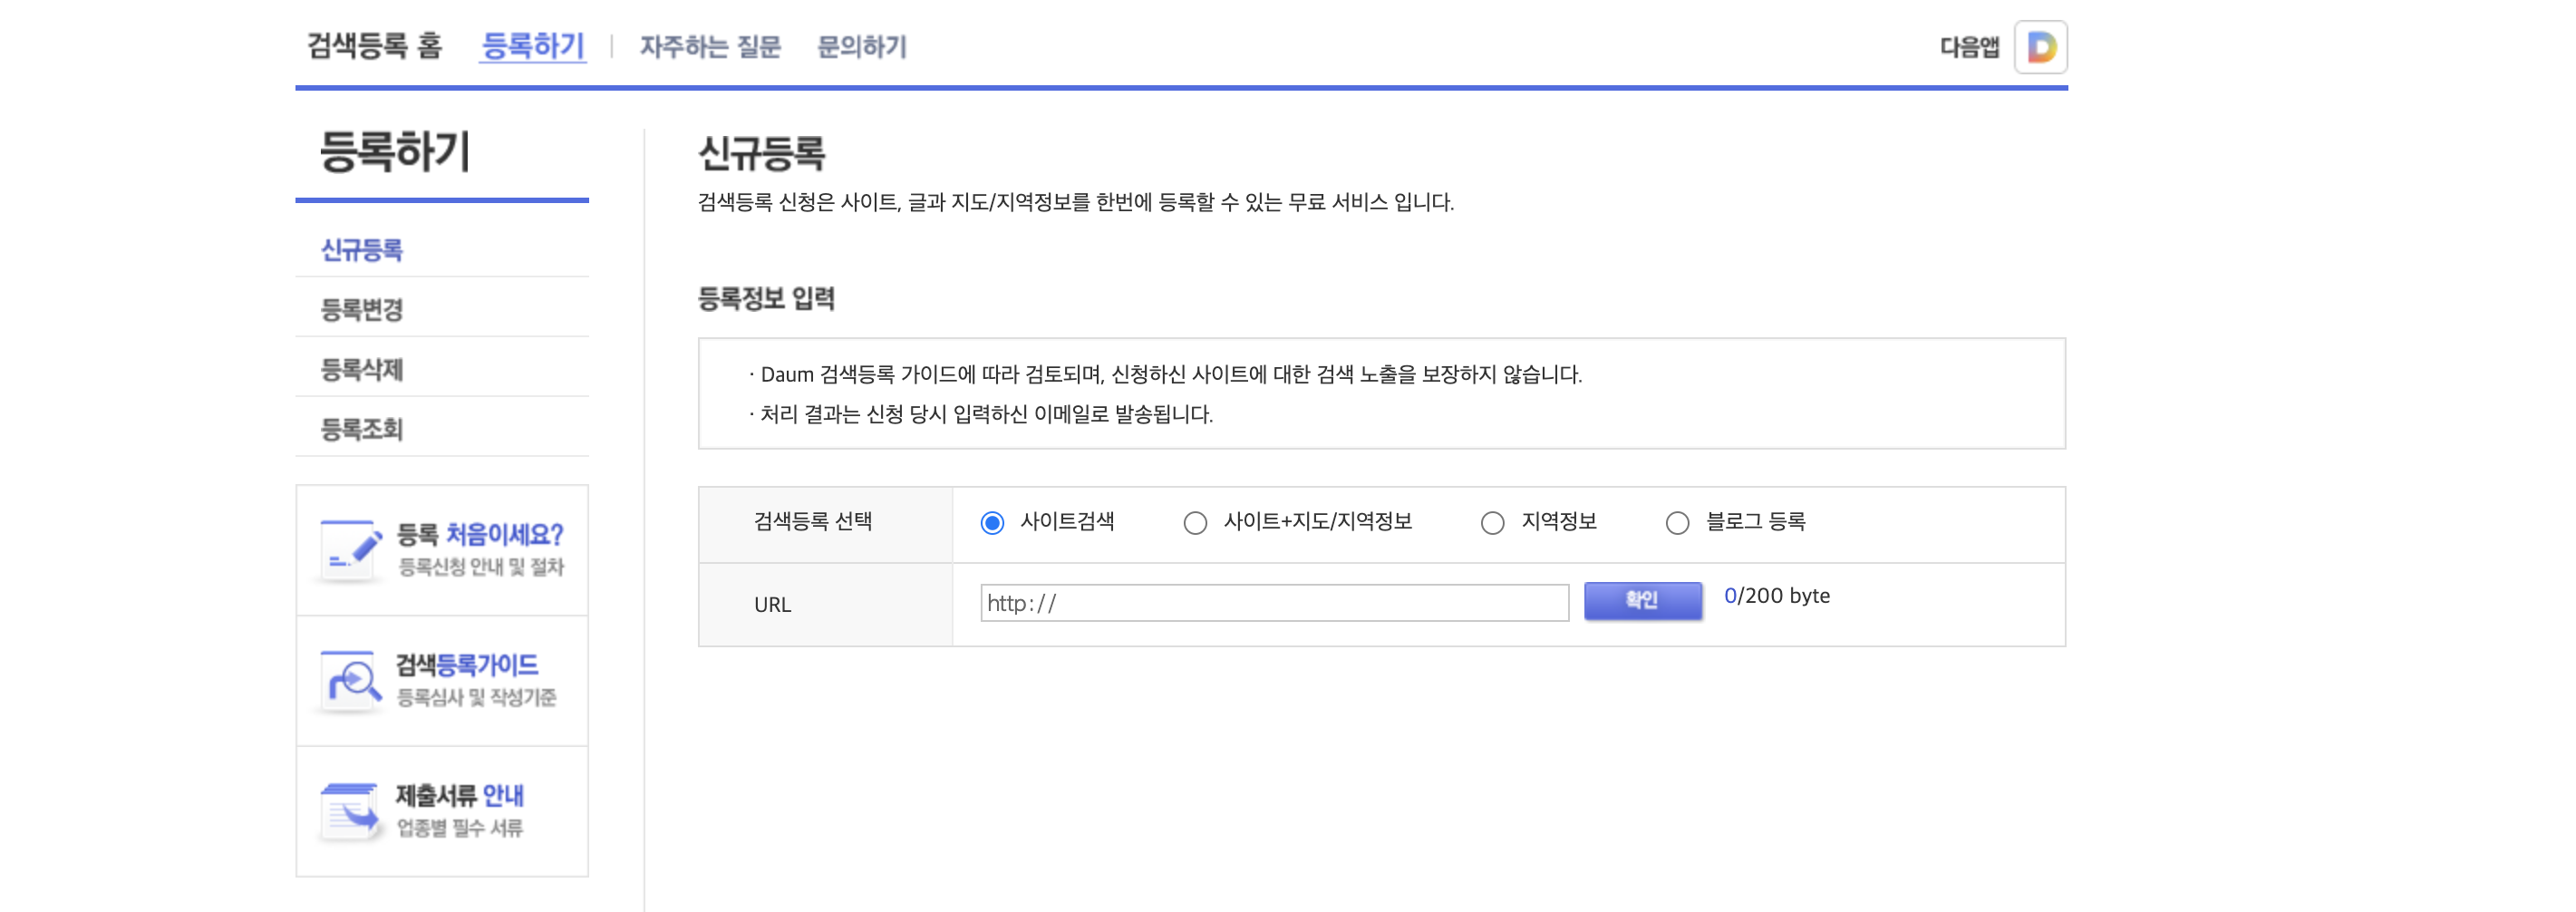 검색등록 홈 등록하기 | 자주하는 질문 문의하기 다음앱
등록하기
신규등록
등록변경
등록삭제
등록조회
등록 처음이세요?
등록신청 안내 및 절차
검색등록가이드
등록심사 및 작성기준
제출서류 안내
업종별 필수 서류
신규등록
검색등록 신청은 사이트, 글과 지도/지역정보를 한번에 등록할 수 있는 무료 서비스 입니다.
등록정보 입력
· Daum 검색등록 가이드에 따라 검토되며, 신청하신 사이트에 대한 검색 노출을 보장하지 않습니다.
· 처리 결과는 신청 당시 입력하신 이메일로 발송됩니다.
검색등록 선택 사이트검색 사이트+지도/지역정보 지역정보 블로그 등록
URL http:// 확인 0/200 byte